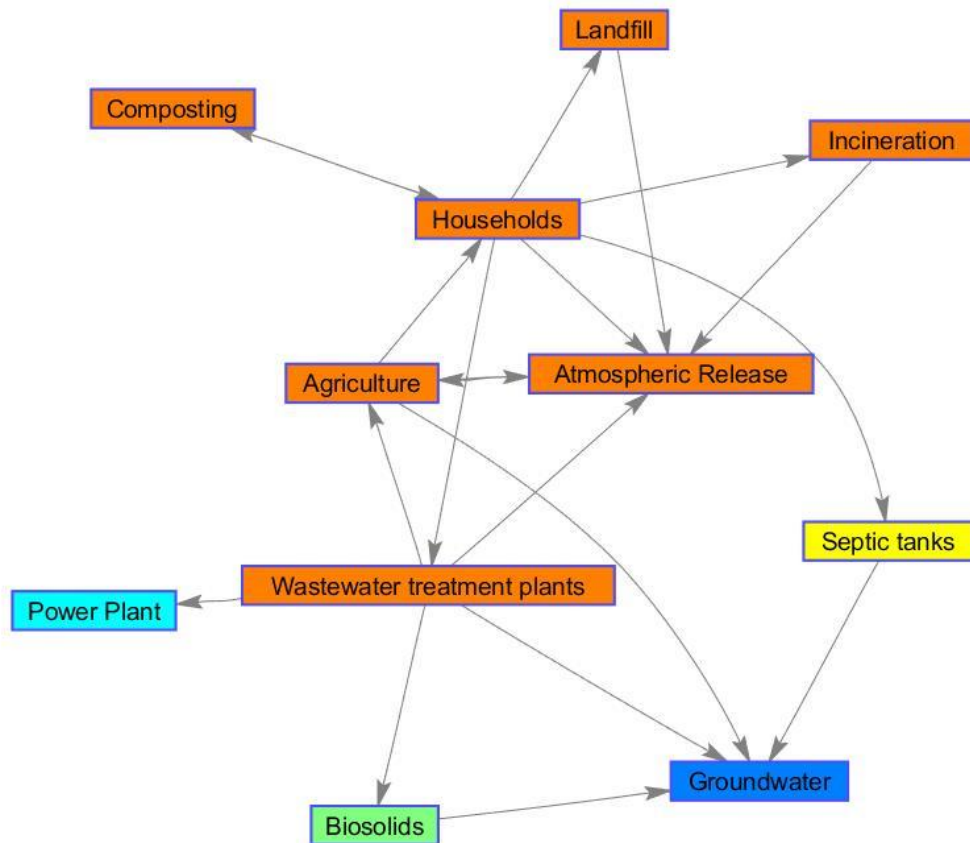 Landfill
Composting
Incineration
Households
Agriculture
Atmospheric Release
Septic tanks
Wastewater treatment plants
Power Plant
Groundwater
Biosolids